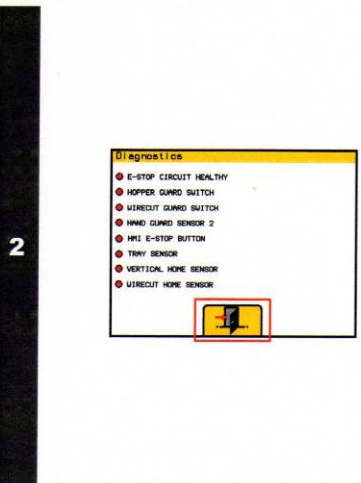 Diagnostics
E-STOP CIRCUIT HEALTHY
HOPPER GUARD SWITCH
WIRECUT GUARD SWITCH
HAND GUARD SENSOR 2
HMI E-STOP BUTTON
2
TRAY SENSOR
VERTICAL HOME SENSOR
WIRECUT HOME SENSOR